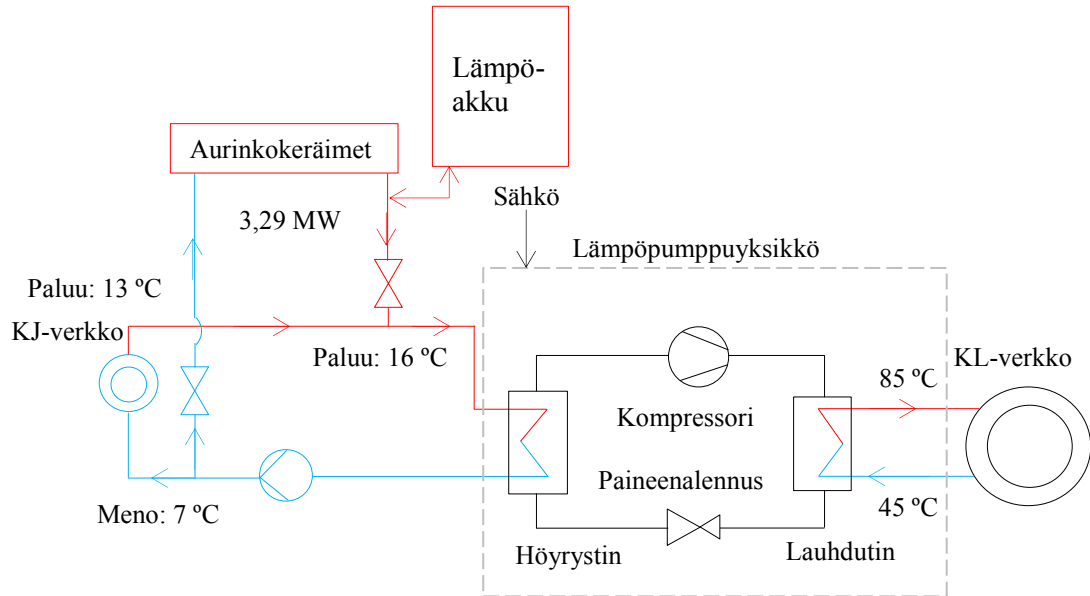 Lämpö-
akku
Aurinkokeräimet
Sähkö
3,29 MW
Lämpöpumppuyksikkö
Paluu: 13 ºC
KJ-verkko
Paluu: 16 ºC
85 ºC
KL-verkko
Kompressori
Paineenalennus
Meno: 7 ºC
45 ºC
Höyrystin
Lauhdutin